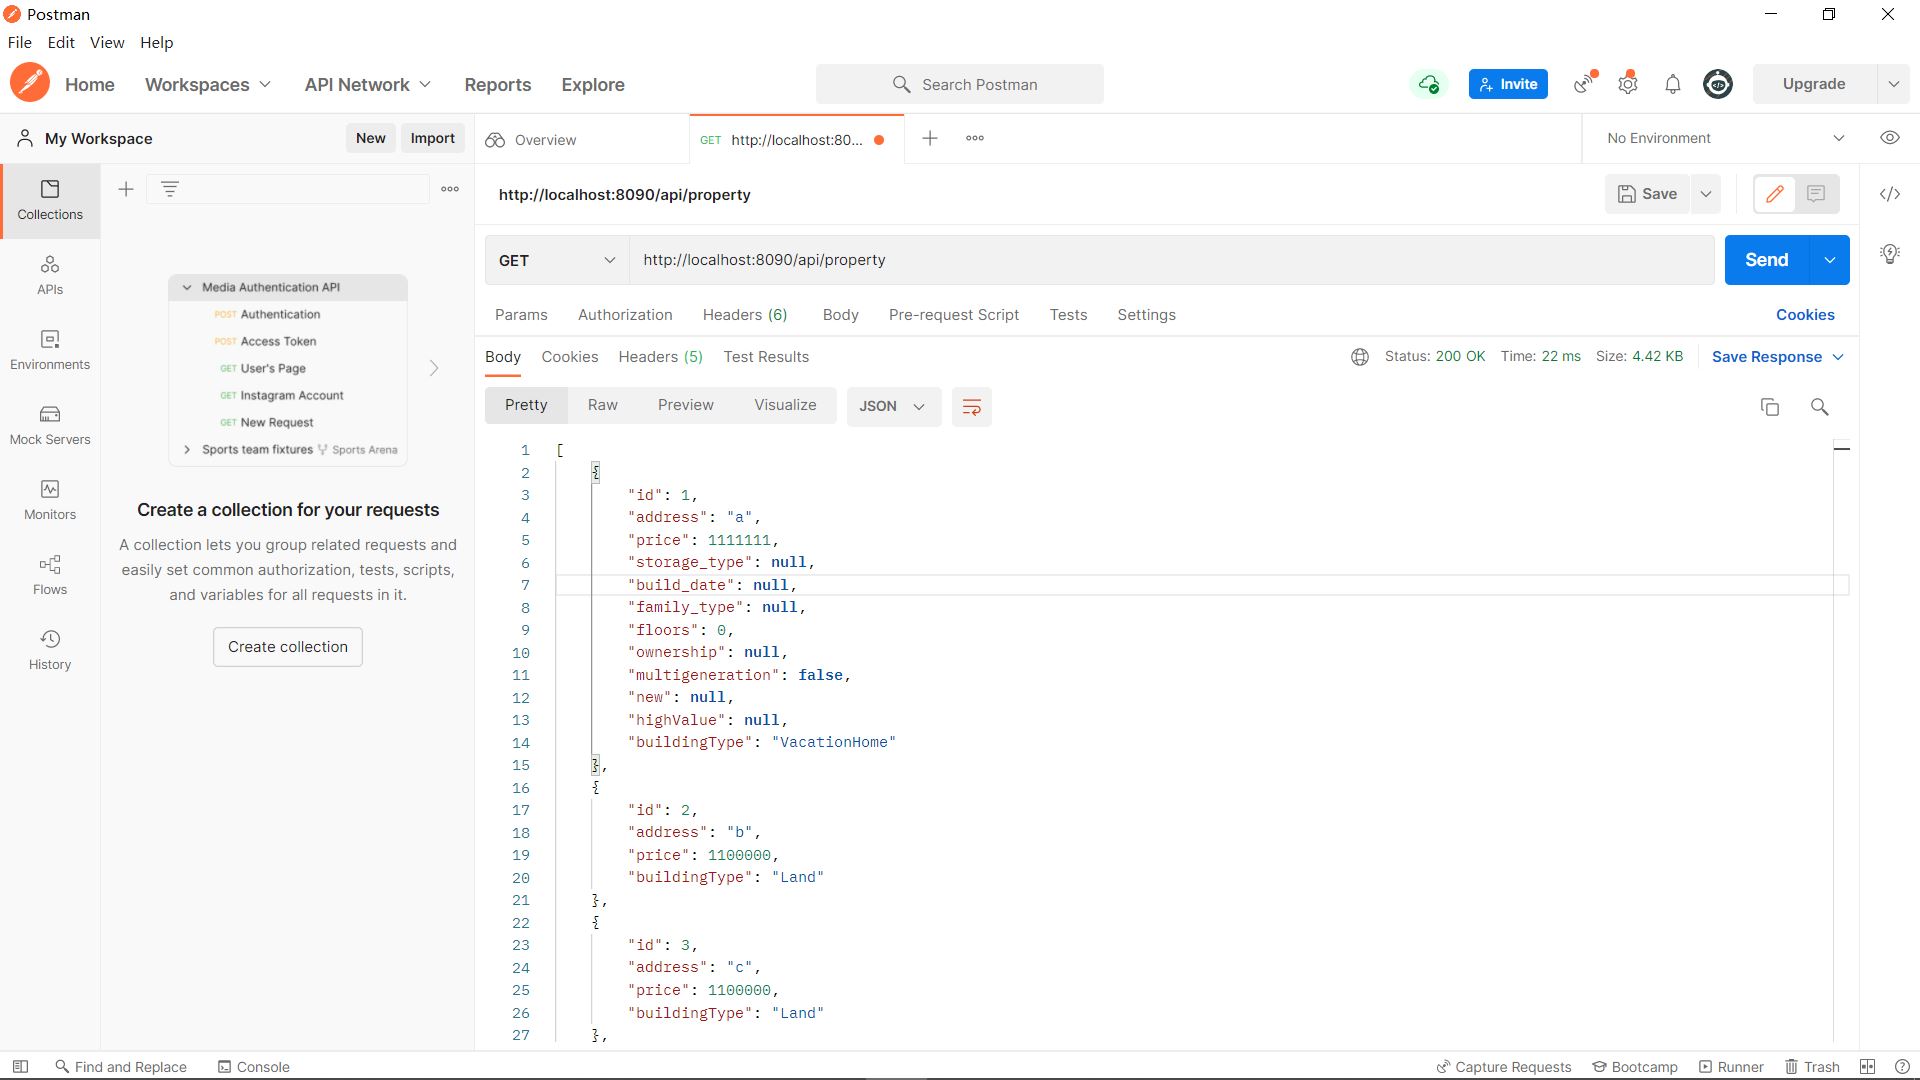 Postman
File Edit View Help
Home Workspaces API Network Reports Explore Search Postman Invite Upgrade
My Workspace New Import Overview GET http://localhost:80... No Environment
http://localhost:8090/api/property Save
Collections
APIs
Environments
Mock Servers
Monitors
Flows
History
Media Authentication API
POST Authentication
POST Access Token
GET User's Page
GET Instagram Account
GET New Request
Sports team fixtures Sports Arena
Create a collection for your requests
A collection lets you group related requests and
easily set common authorization, tests, scripts,
and variables for all requests in it.
Create collection
GET http://localhost:8090/api/property Send
Params Authorization Headers (6) Body Pre-request Script Tests Settings Cookies
Body Cookies Headers (5) Test Results Status: 200 OK Time: 22 ms Size: 4.42 KB Save Response
Pretty Raw Preview Visualize JSON
1 [
2 {
3 "id": 1,
4 "address": "a",
5 "price": 1111111,
6 "storage_type": null,
7 "build_date": null,
8 "family_type": null,
9 "floors": 0,
10 "ownership": null,
11 "multigeneration": false,
12 "new": null,
13 "highValue": null,
14 "buildingType": "VacationHome"
15 },
16 {
17 "id": 2,
18 "address": "b",
19 "price": 1100000,
20 "buildingType": "Land"
21 },
22 {
23 "id": 3,
24 "address": "c",
25 "price": 1100000,
26 "buildingType": "Land"
27 },
Find and Replace Console Capture Requests Bootcamp Runner Trash